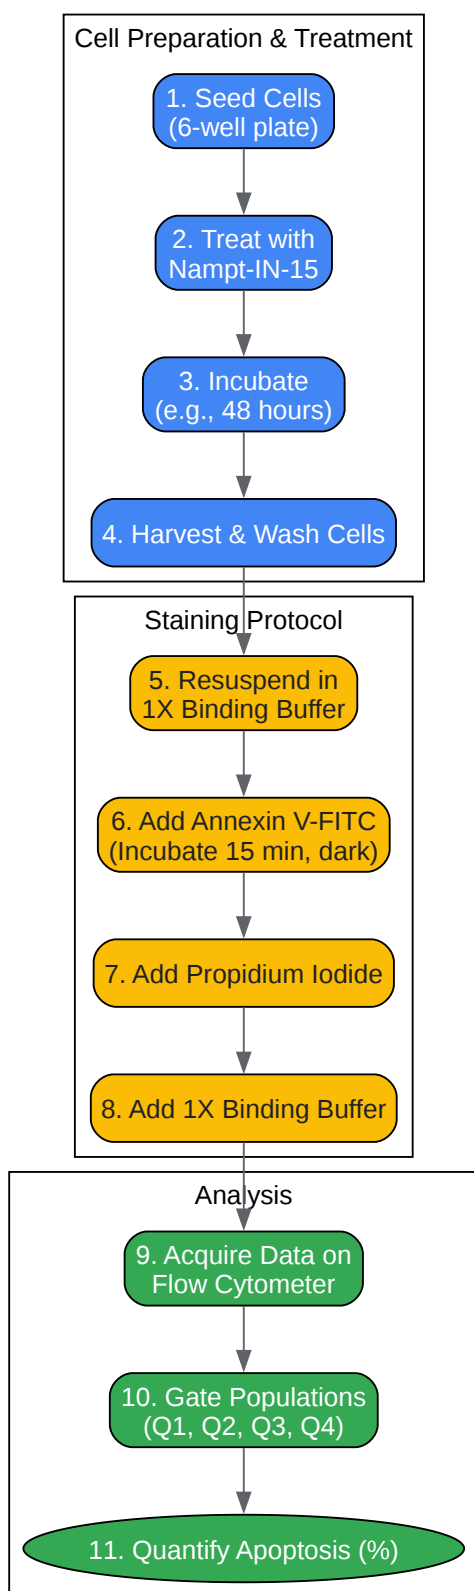 Cell Preparation & Treatment
1. Seed Cells
(6-well plate)
2. Treat with
Nampt-IN-15
3. Incubate
(e.g., 48 hours)
4. Harvest & Wash Cells
Staining Protocol
5. Resuspend in
1X Binding Buffer
6. Add Annexin V-FITC
(Incubate 15 min, dark)
7. Add Propidium Iodide
8. Add 1X Binding Buffer
Analysis
9. Acquire Data on
Flow Cytometer
10. Gate Populations
(Q1, Q2, Q3, Q4)
11. Quantify Apoptosis (%)